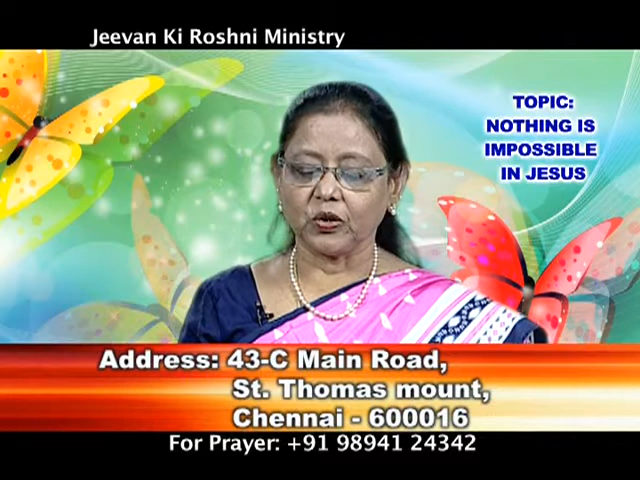 Jeevan Ki Roshni Ministry
TOPIC:
NOTHING IS
IMPOSSIBLE
IN JESUS
Address: 43-C Main Road,
St. Thomas mount,
Chennai - 600016
For Prayer: +91 98941 24342